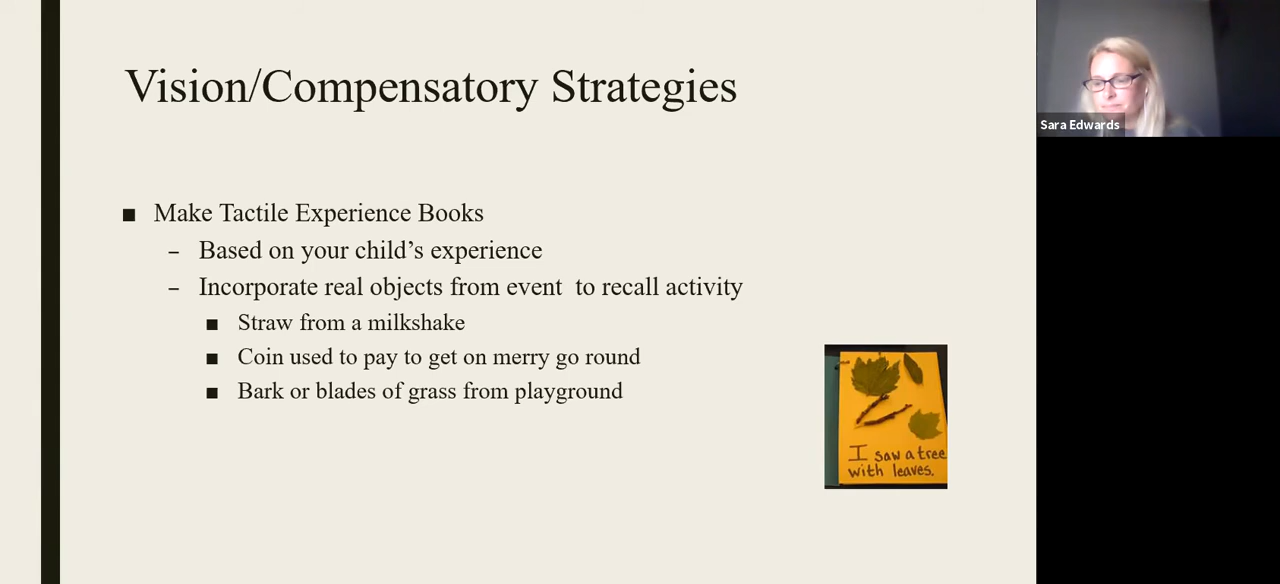 Vision/Compensatory Strategies
■ Make Tactile Experience Books
– Based on your child’s experience
– Incorporate real objects from event  to recall activity
■ Straw from a milkshake
■ Coin used to pay to get on merry go round
■ Bark or blades of grass from playground
I saw a tree
with leaves.
Sara Edwards